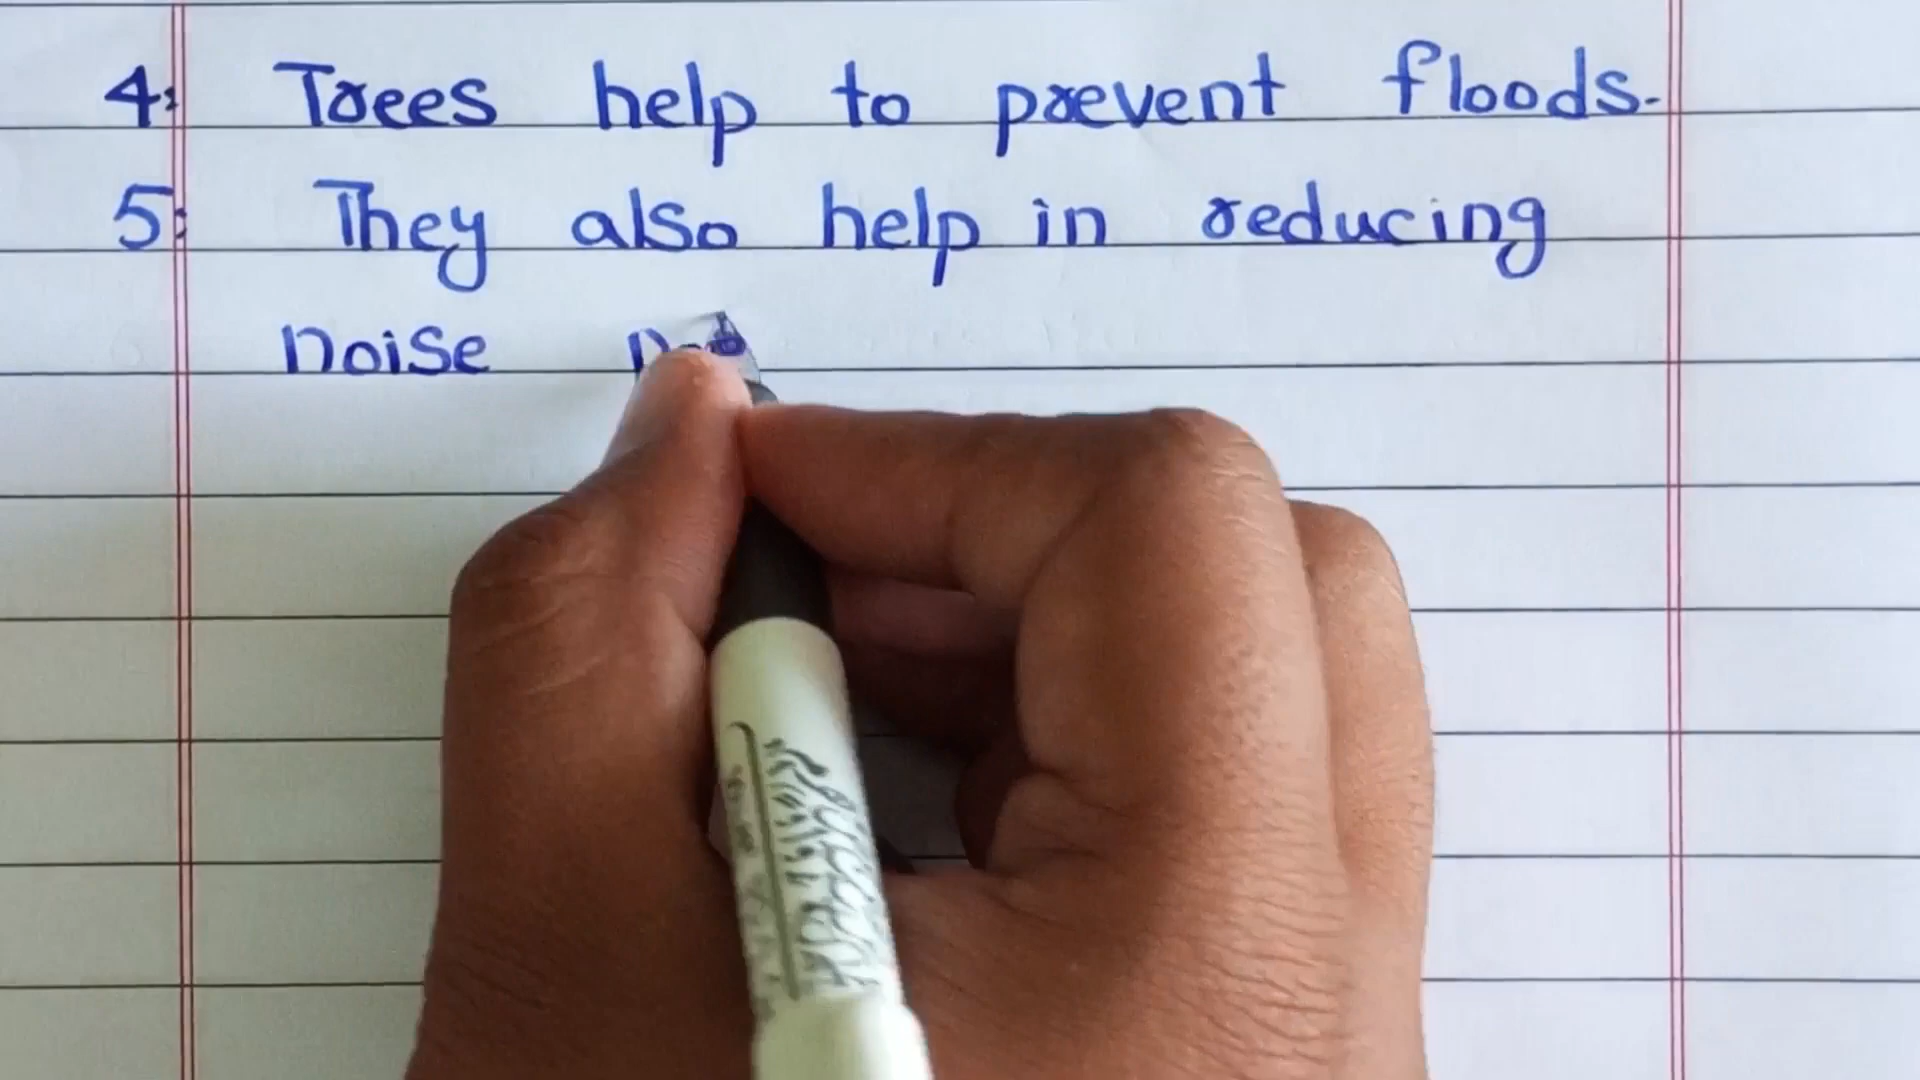 4: Trees help to prevent floods.
5: They also help in reducing
noise